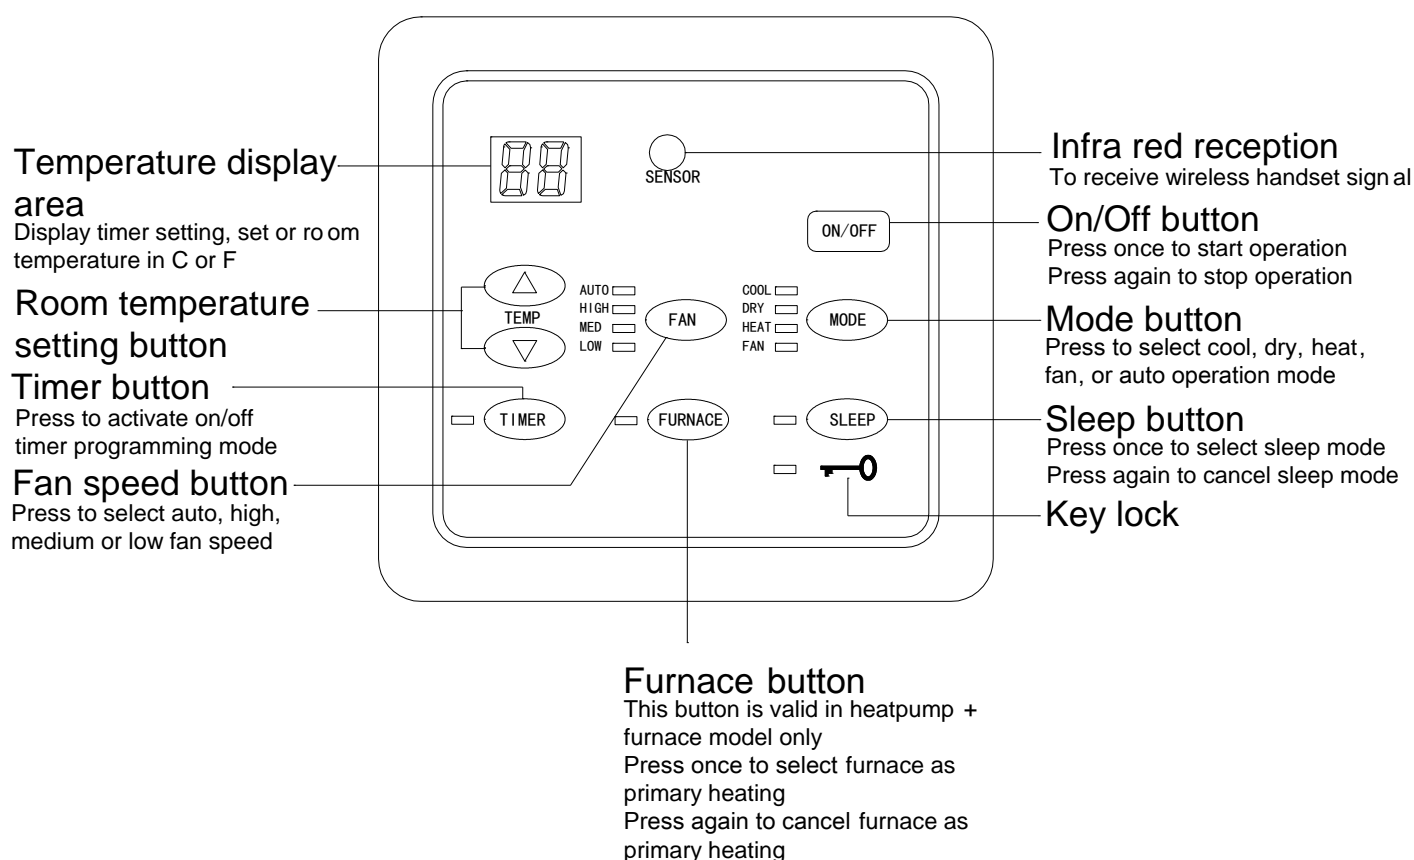 Temperature display
area
Display timer setting, set or room
temperature in C or F
Room temperature
setting button
Timer button
Press to activate on/off
timer programming mode
Fan speed button
Press to select auto, high,
medium or low fan speed
88
SENSOR
ON/OFF
TEMP
AUTO
HIGH
MED
LOW
FAN
COOL
DRY
HEAT
FAN
MODE
TIMER
FURNACE
SLEEP
Infra red reception
To receive wireless handset signal
On/Off button
Press once to start operation
Press again to stop operation
Mode button
Press to select cool, dry, heat,
fan, or auto operation mode
Sleep button
Press once to select sleep mode
Press again to cancel sleep mode
Key lock
Furnace button
This button is valid in heatpump +
furnace model only
Press once to select furnace as
primary heating
Press again to cancel furnace as
primary heating